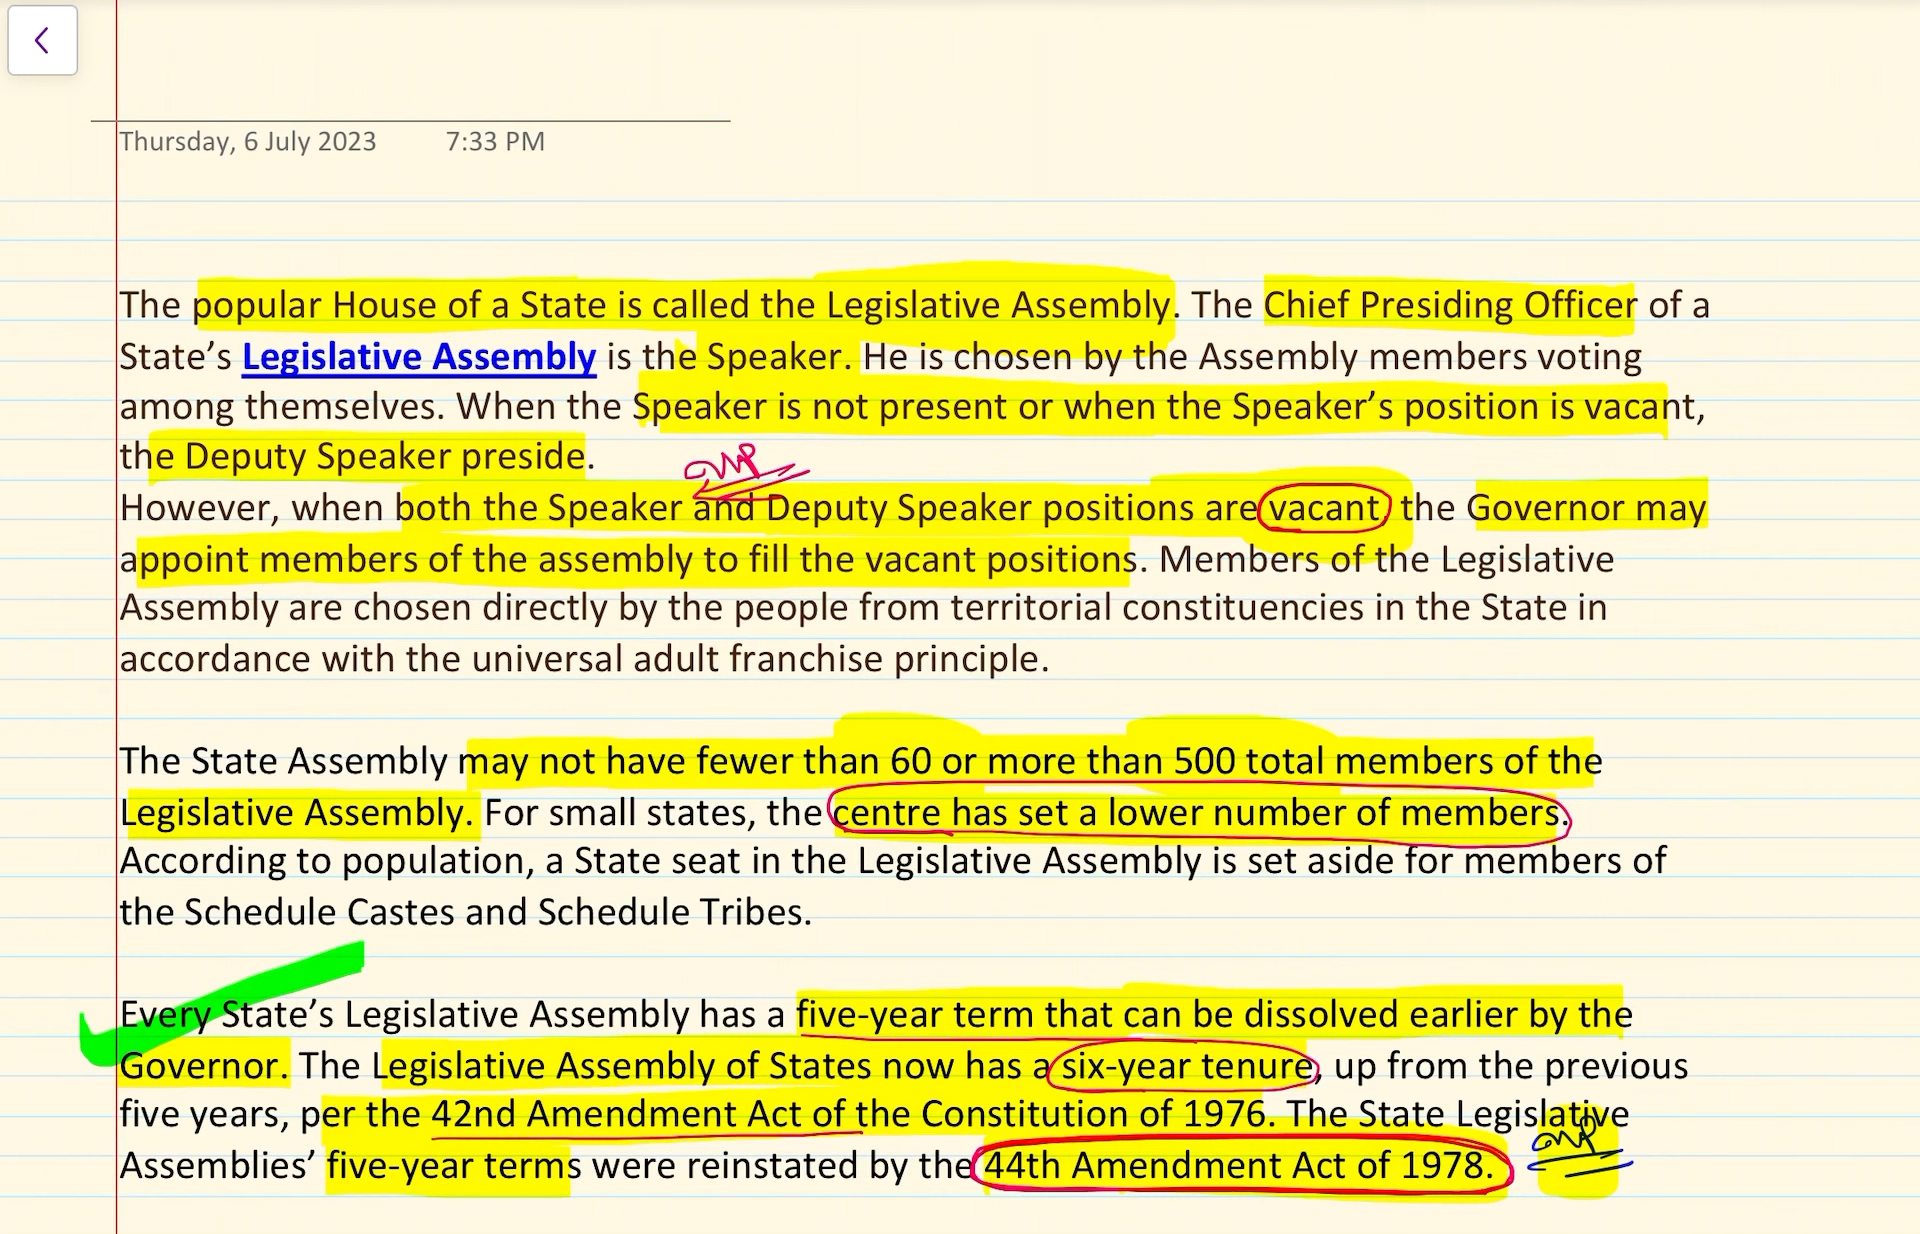 Thursday, 6 July 2023 7:33 PM
The popular House of a State is called the Legislative Assembly. The Chief Presiding Officer of a
State’s Legislative Assembly is the Speaker. He is chosen by the Assembly members voting
among themselves. When the Speaker is not present or when the Speaker’s position is vacant,
the Deputy Speaker preside.
However, when both the Speaker and Deputy Speaker positions are vacant, the Governor may
appoint members of the assembly to fill the vacant positions. Members of the Legislative
Assembly are chosen directly by the people from territorial constituencies in the State in
accordance with the universal adult franchise principle.
The State Assembly may not have fewer than 60 or more than 500 total members of the
Legislative Assembly. For small states, the centre has set a lower number of members.
According to population, a State seat in the Legislative Assembly is set aside for members of
the Schedule Castes and Schedule Tribes.
Every State’s Legislative Assembly has a five-year term that can be dissolved earlier by the
Governor. The Legislative Assembly of States now has a six-year tenure, up from the previous
five years, per the 42nd Amendment Act of the Constitution of 1976. The State Legislative
Assemblies’ five-year terms were reinstated by the 44th Amendment Act of 1978.